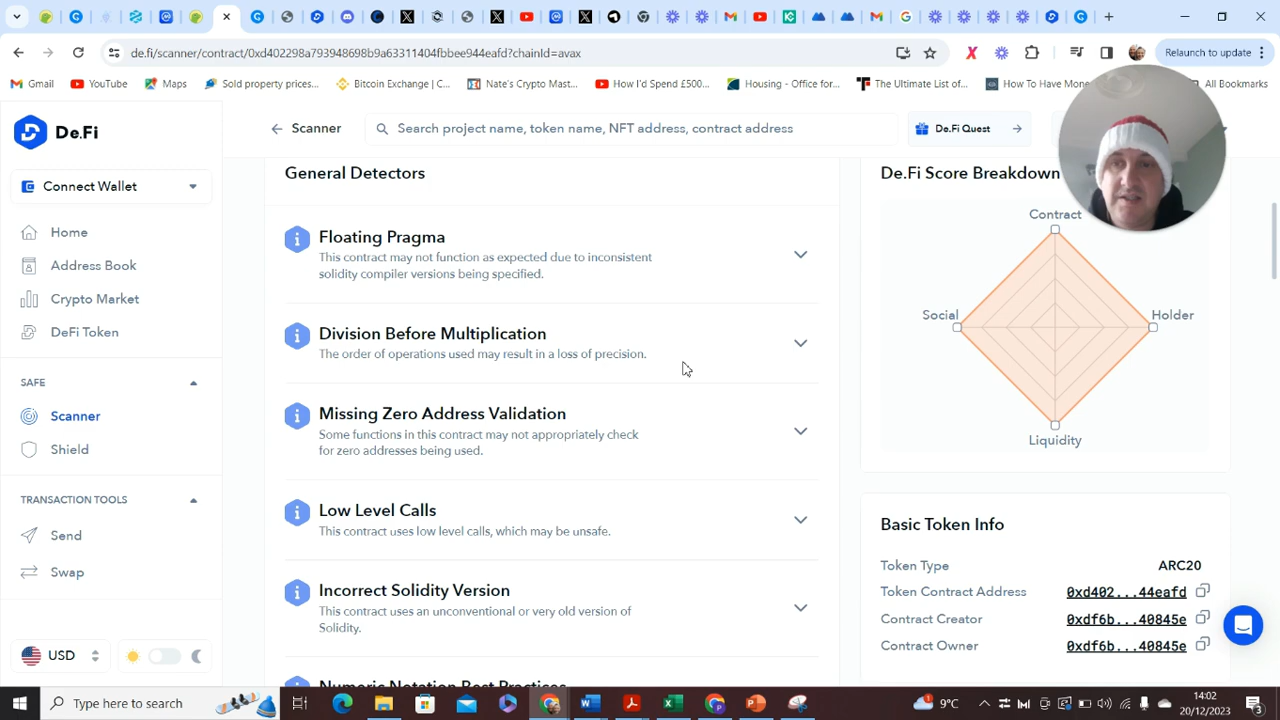 de.fi/scanner/contract/0xd402298a793948698b9a63311404fbbee944eafd?chainId=avax
Relaunch to update
Gmail
YouTube
Maps
Sold property prices...
Bitcoin Exchange | C...
Nate's Crypto Mast...
How I'd Spend £500...
Housing - Office for...
The Ultimate List of...
How To Have Mone
All Bookmarks
De.Fi
Scanner
Search project name, token name, NFT address, contract address
De.Fi Quest
Connect Wallet
Home
Address Book
Crypto Market
DeFi Token
SAFE
Scanner
Shield
TRANSACTION TOOLS
Send
Swap
USD
General Detectors
Floating Pragma
This contract may not function as expected due to inconsistent
solidity compiler versions being specified.
Division Before Multiplication
The order of operations used may result in a loss of precision.
Missing Zero Address Validation
Some functions in this contract may not appropriately check
for zero addresses being used.
Low Level Calls
This contract uses low level calls, which may be unsafe.
Incorrect Solidity Version
This contract uses an unconventional or very old version of
Solidity.
Numeric Notation Best Practices
De.Fi Score Breakdown
Contract
Social
Holder
Liquidity
Basic Token Info
Token Type ARC20
Token Contract Address 0xd402...44eafd
Contract Creator 0xdf6b...40845e
Contract Owner 0xdf6b...40845e
Type here to search
9°C
14:02
20/12/2023
3